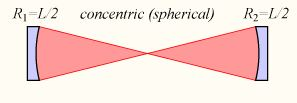 R₁=L/2 concentric (spherical) R₂=L/2